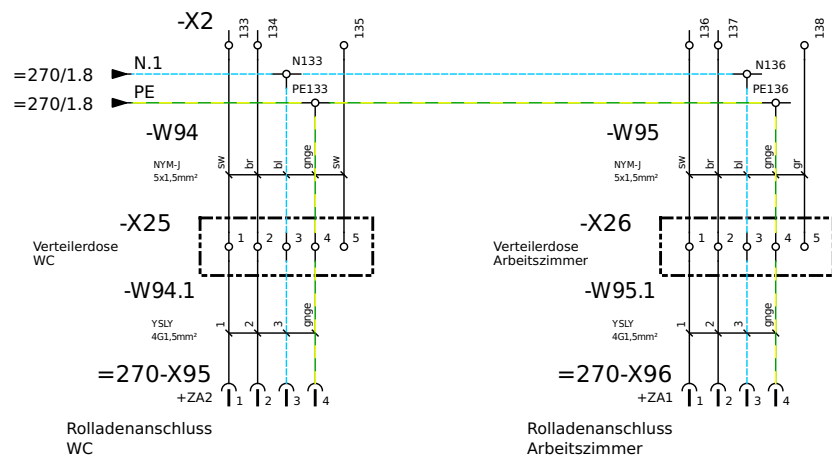 -X2
133
134
135
136
137
138
=270/1.8
N.1
N133
N136
=270/1.8
PE
PE133
PE136
-W94
NYM-J
5x1,5mm²
sw
br
bl
gnge
sw
-W95
NYM-J
5x1,5mm²
sw
br
bl
gnge
gr
-X25
Verteilerdose
WC
1
2
3
4
5
-X26
Verteilerdose
Arbeitszimmer
1
2
3
4
5
-W94.1
YSLY
4G1,5mm²
1
2
3
gnge
-W95.1
YSLY
4G1,5mm²
1
2
3
gnge
=270-X95
+ZA2
1
2
3
4
=270-X96
+ZA1
1
2
3
4
Rolladenanschluss
WC
Rolladenanschluss
Arbeitszimmer